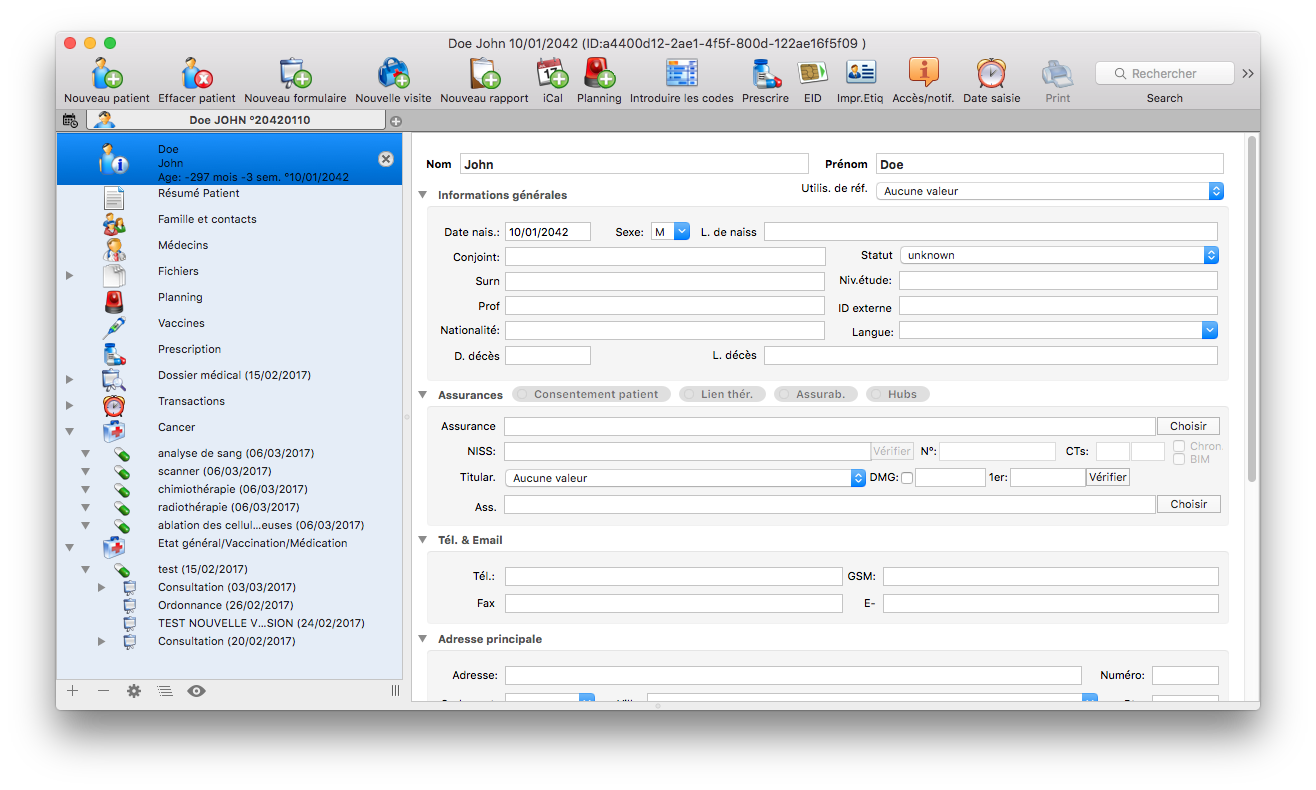 Doe John 10/01/2042 (ID:a4400d12-2ae1-4f5f-800d-122ae16f5f09 )
Nouveau patient Effacer patient Nouveau formulaire Nouvelle visite Nouveau rapport iCal Planning Introduire les codes Prescrire EID Impr.Etiq Accès/notif. Date saisie Print Search
Rechercher
17
Doe JOHN °20420110
Doe
John
Age: -297 mois -3 sem. °10/01/2042
Résumé Patient
Famille et contacts
Médecins
Fichiers
Planning
Vaccines
Prescription
Dossier médical (15/02/2017)
Transactions
Cancer
analyse de sang (06/03/2017)
scanner (06/03/2017)
chimiothérapie (06/03/2017)
radiothérapie (06/03/2017)
ablation des cellul...euses (06/03/2017)
Etat général/Vaccination/Médication
test (15/02/2017)
Consultation (03/03/2017)
Ordonnance (26/02/2017)
TEST NOUVELLE V...SION (24/02/2017)
Consultation (20/02/2017)
Nom John Prénom Doe
Informations générales Utilis. de réf. Aucune valeur
Date nais.: 10/01/2042 Sexe: M L. de naiss
Conjoint: Statut unknown
Surn Niv.étude:
Prof ID externe
Nationalité: Langue:
D. décès L. décès
Assurances Consentement patient Lien thér. Assurab. Hubs
Assurance Choisir
NISS: Vérifier N°: CTs: Chron
BIM
Titular. Aucune valeur DMG: 1er: Vérifier
Ass. Choisir
Tél. & Email
Tél.: GSM:
Fax E-
Adresse principale
Adresse: Numéro: